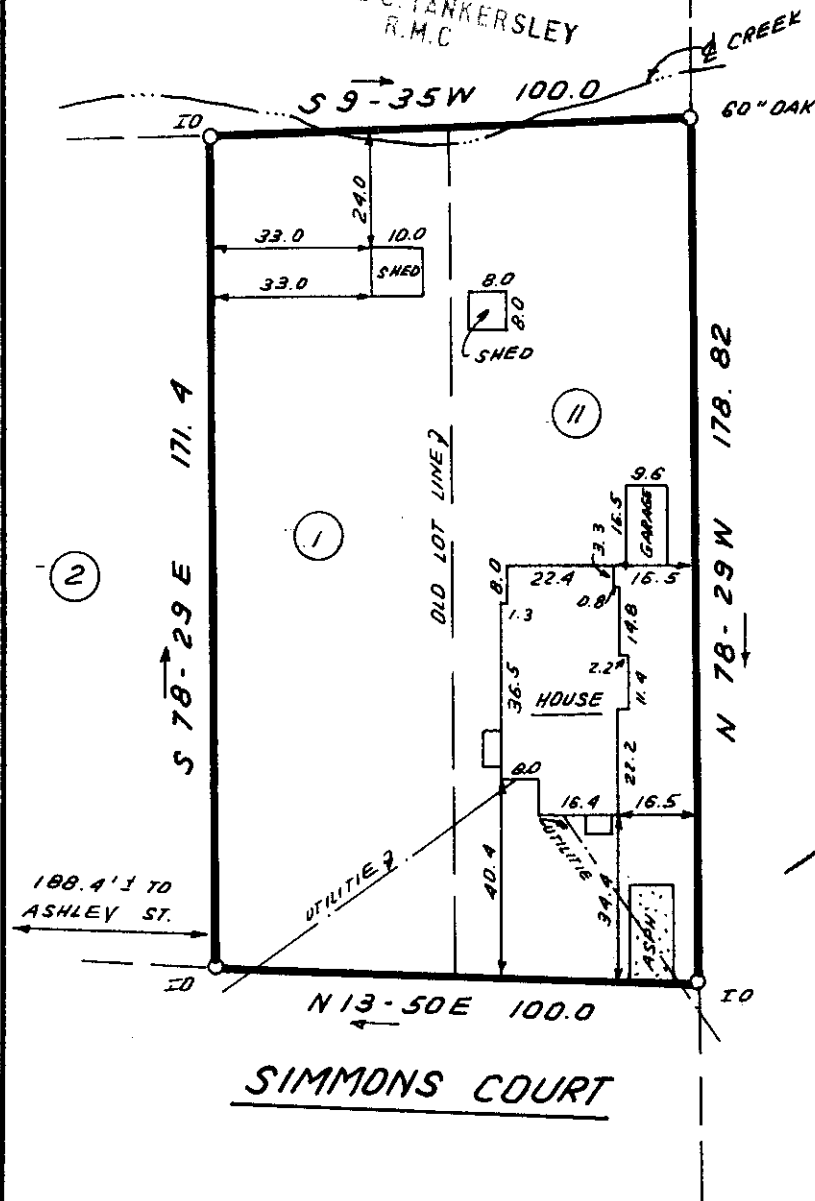 TANKERSLEY
R.M.C
CREEK
S 9-35W 100.0
60" OAK
IO
24.0
33.0 10.0
SHED
33.0
8.0
8.0
SHED
S 78-29 E 171.4
N 78-29 W 178.82
11
1
2
OLD LOT LINE?
9.6
16.5
GARAGE
3.3
8.0
22.4 16.5
0.8
1.3
14.8
2.2
11.4
36.5
HOUSE
22.2
8.0
16.4 16.5
UTILITIE
UTILITIE?
40.4
34.4
ASPH
188.4'± TO
ASHLEY ST.
IO
IO
N 13-50E 100.0
SIMMONS COURT